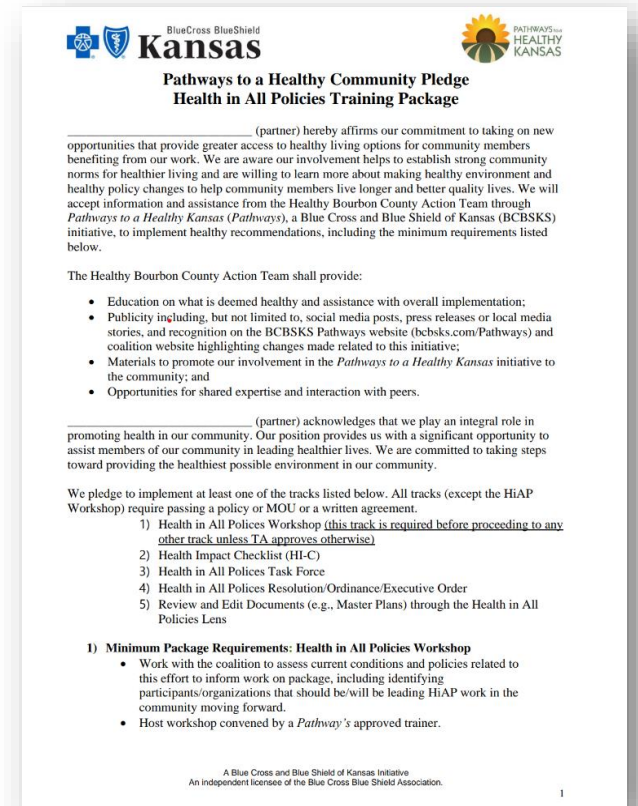 BlueCross BlueShield
Kansas
PATHWAYS to a
HEALTHY
KANSAS
Pathways to a Healthy Community Pledge
Health in All Policies Training Package
______________________________ (partner) hereby affirms our commitment to taking on new
opportunities that provide greater access to healthy living options for community members
benefiting from our work. We are aware our involvement helps to establish strong community
norms for healthier living and are willing to learn more about making healthy environment and
healthy policy changes to help community members live longer and better quality lives. We will
accept information and assistance from the Healthy Bourbon County Action Team through
Pathways to a Healthy Kansas (Pathways), a Blue Cross and Blue Shield of Kansas (BCBSKS)
initiative, to implement healthy recommendations, including the minimum requirements listed
below.
The Healthy Bourbon County Action Team shall provide:
• Education on what is deemed healthy and assistance with overall implementation;
• Publicity including, but not limited to, social media posts, press releases or local media
stories, and recognition on the BCBSKS Pathways website (bcbsks.com/Pathways) and
coalition website highlighting changes made related to this initiative;
• Materials to promote our involvement in the Pathways to a Healthy Kansas initiative to
the community; and
• Opportunities for shared expertise and interaction with peers.
______________________________ (partner) acknowledges that we play an integral role in
promoting health in our community. Our position provides us with a significant opportunity to
assist members of our community in leading healthier lives. We are committed to taking steps
toward providing the healthiest possible environment in our community.
We pledge to implement at least one of the tracks listed below. All tracks (except the HiAP
Workshop) require passing a policy or MOU or a written agreement.
1) Health in All Polices Workshop (this track is required before proceeding to any
other track unless TA approves otherwise)
2) Health Impact Checklist (HI-C)
3) Health in All Polices Task Force
4) Health in All Polices Resolution/Ordinance/Executive Order
5) Review and Edit Documents (e.g., Master Plans) through the Health in All
Policies Lens
1) Minimum Package Requirements: Health in All Policies Workshop
• Work with the coalition to assess current conditions and policies related to
this effort to inform work on package, including identifying
participants/organizations that should be/will be leading HiAP work in the
community moving forward.
• Host workshop convened by a Pathway's approved trainer.
A Blue Cross and Blue Shield of Kansas Initiative
An independent licensee of the Blue Cross Blue Shield Association.
1